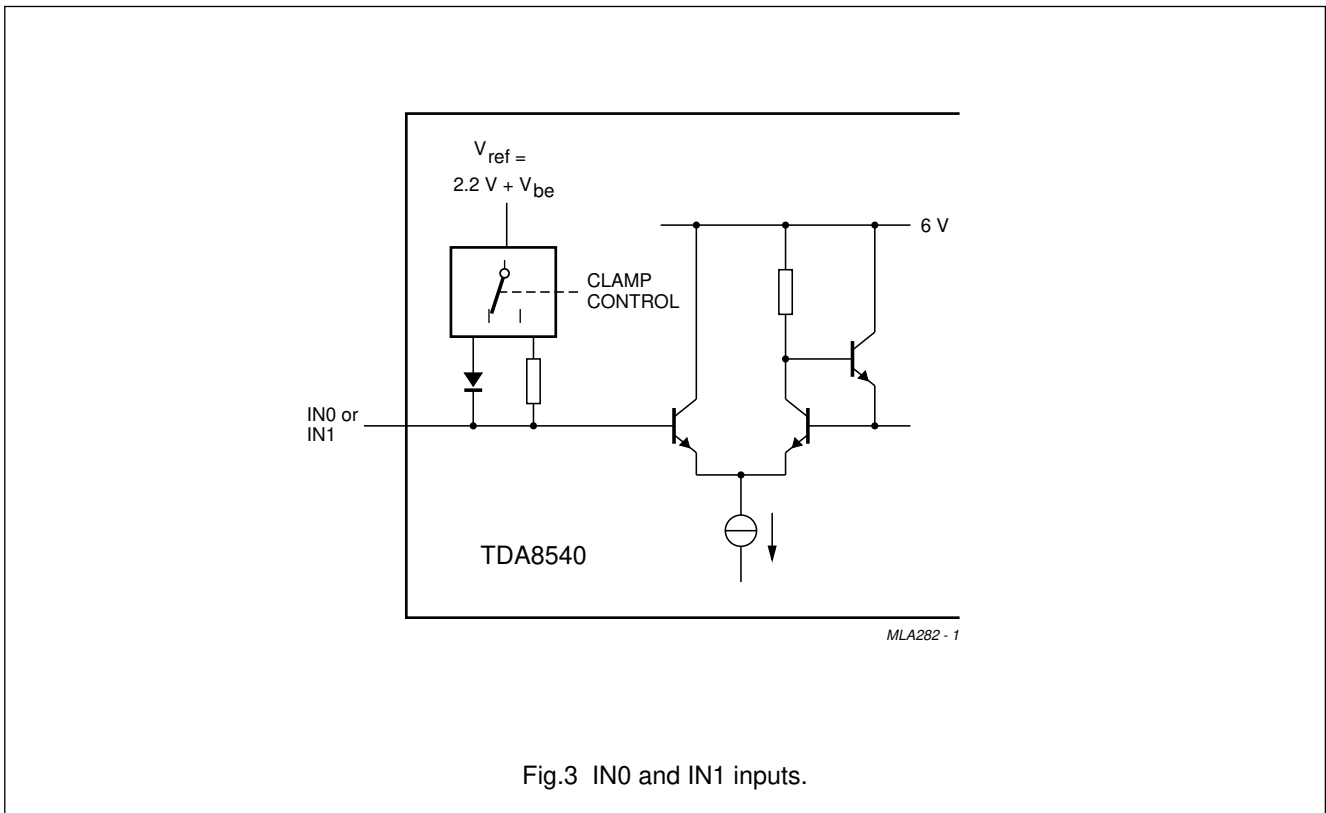 V_ref =
2.2 V + V_be
6 V
CLAMP
CONTROL
IN0 or
IN1
TDA8540
MLA282 - 1
Fig.3 IN0 and IN1 inputs.